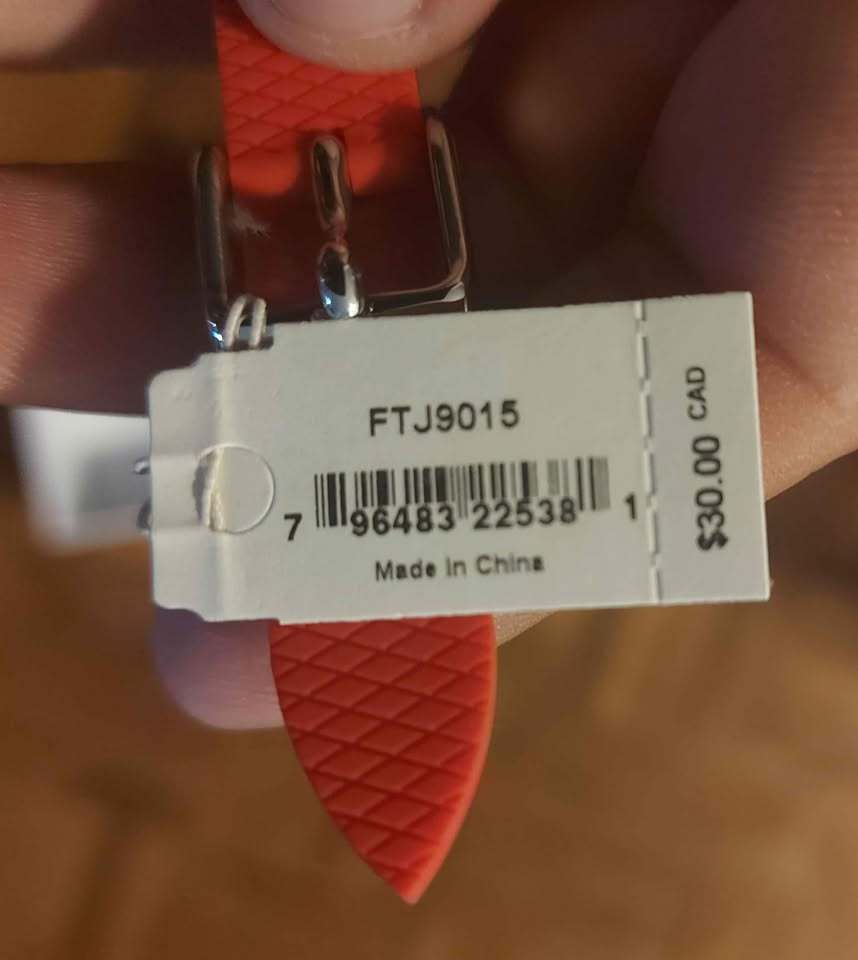 FTJ9015
7 96483 22538 1
Made in China
$30.00 CAD